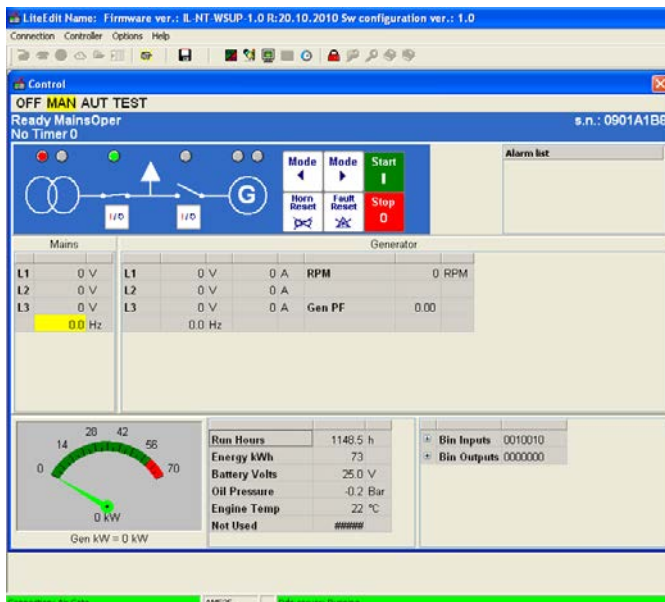 LiteEdit Name: Firmware ver.: IL-NT-WSUP-1.0 R:20.10.2010 Sw configuration ver.: 1.0
Connection Controller Options Help
Control
OFF MAN AUT TEST
Ready MainsOper s.n.: 0901A1B8
No Timer 0
Mode Mode Start
I
Horn Reset Fault Reset Stop
0
G
I/O I/O
Alarm list
Mains Generator
L1 0 V L1 0 V 0 A RPM 0 RPM
L2 0 V L2 0 V 0 A
L3 0 V L3 0 V 0 A Gen PF 0.00
0.0 Hz 0.0 Hz
0 14 28 42 56 70
0 kW
Gen kW = 0 kW
Run Hours 1148.5 h
Energy kWh 73
Battery Volts 25.0 V
Oil Pressure -0.2 Bar
Engine Temp 22 °C
Not Used #####
Bin Inputs 0010010
Bin Outputs 0000000